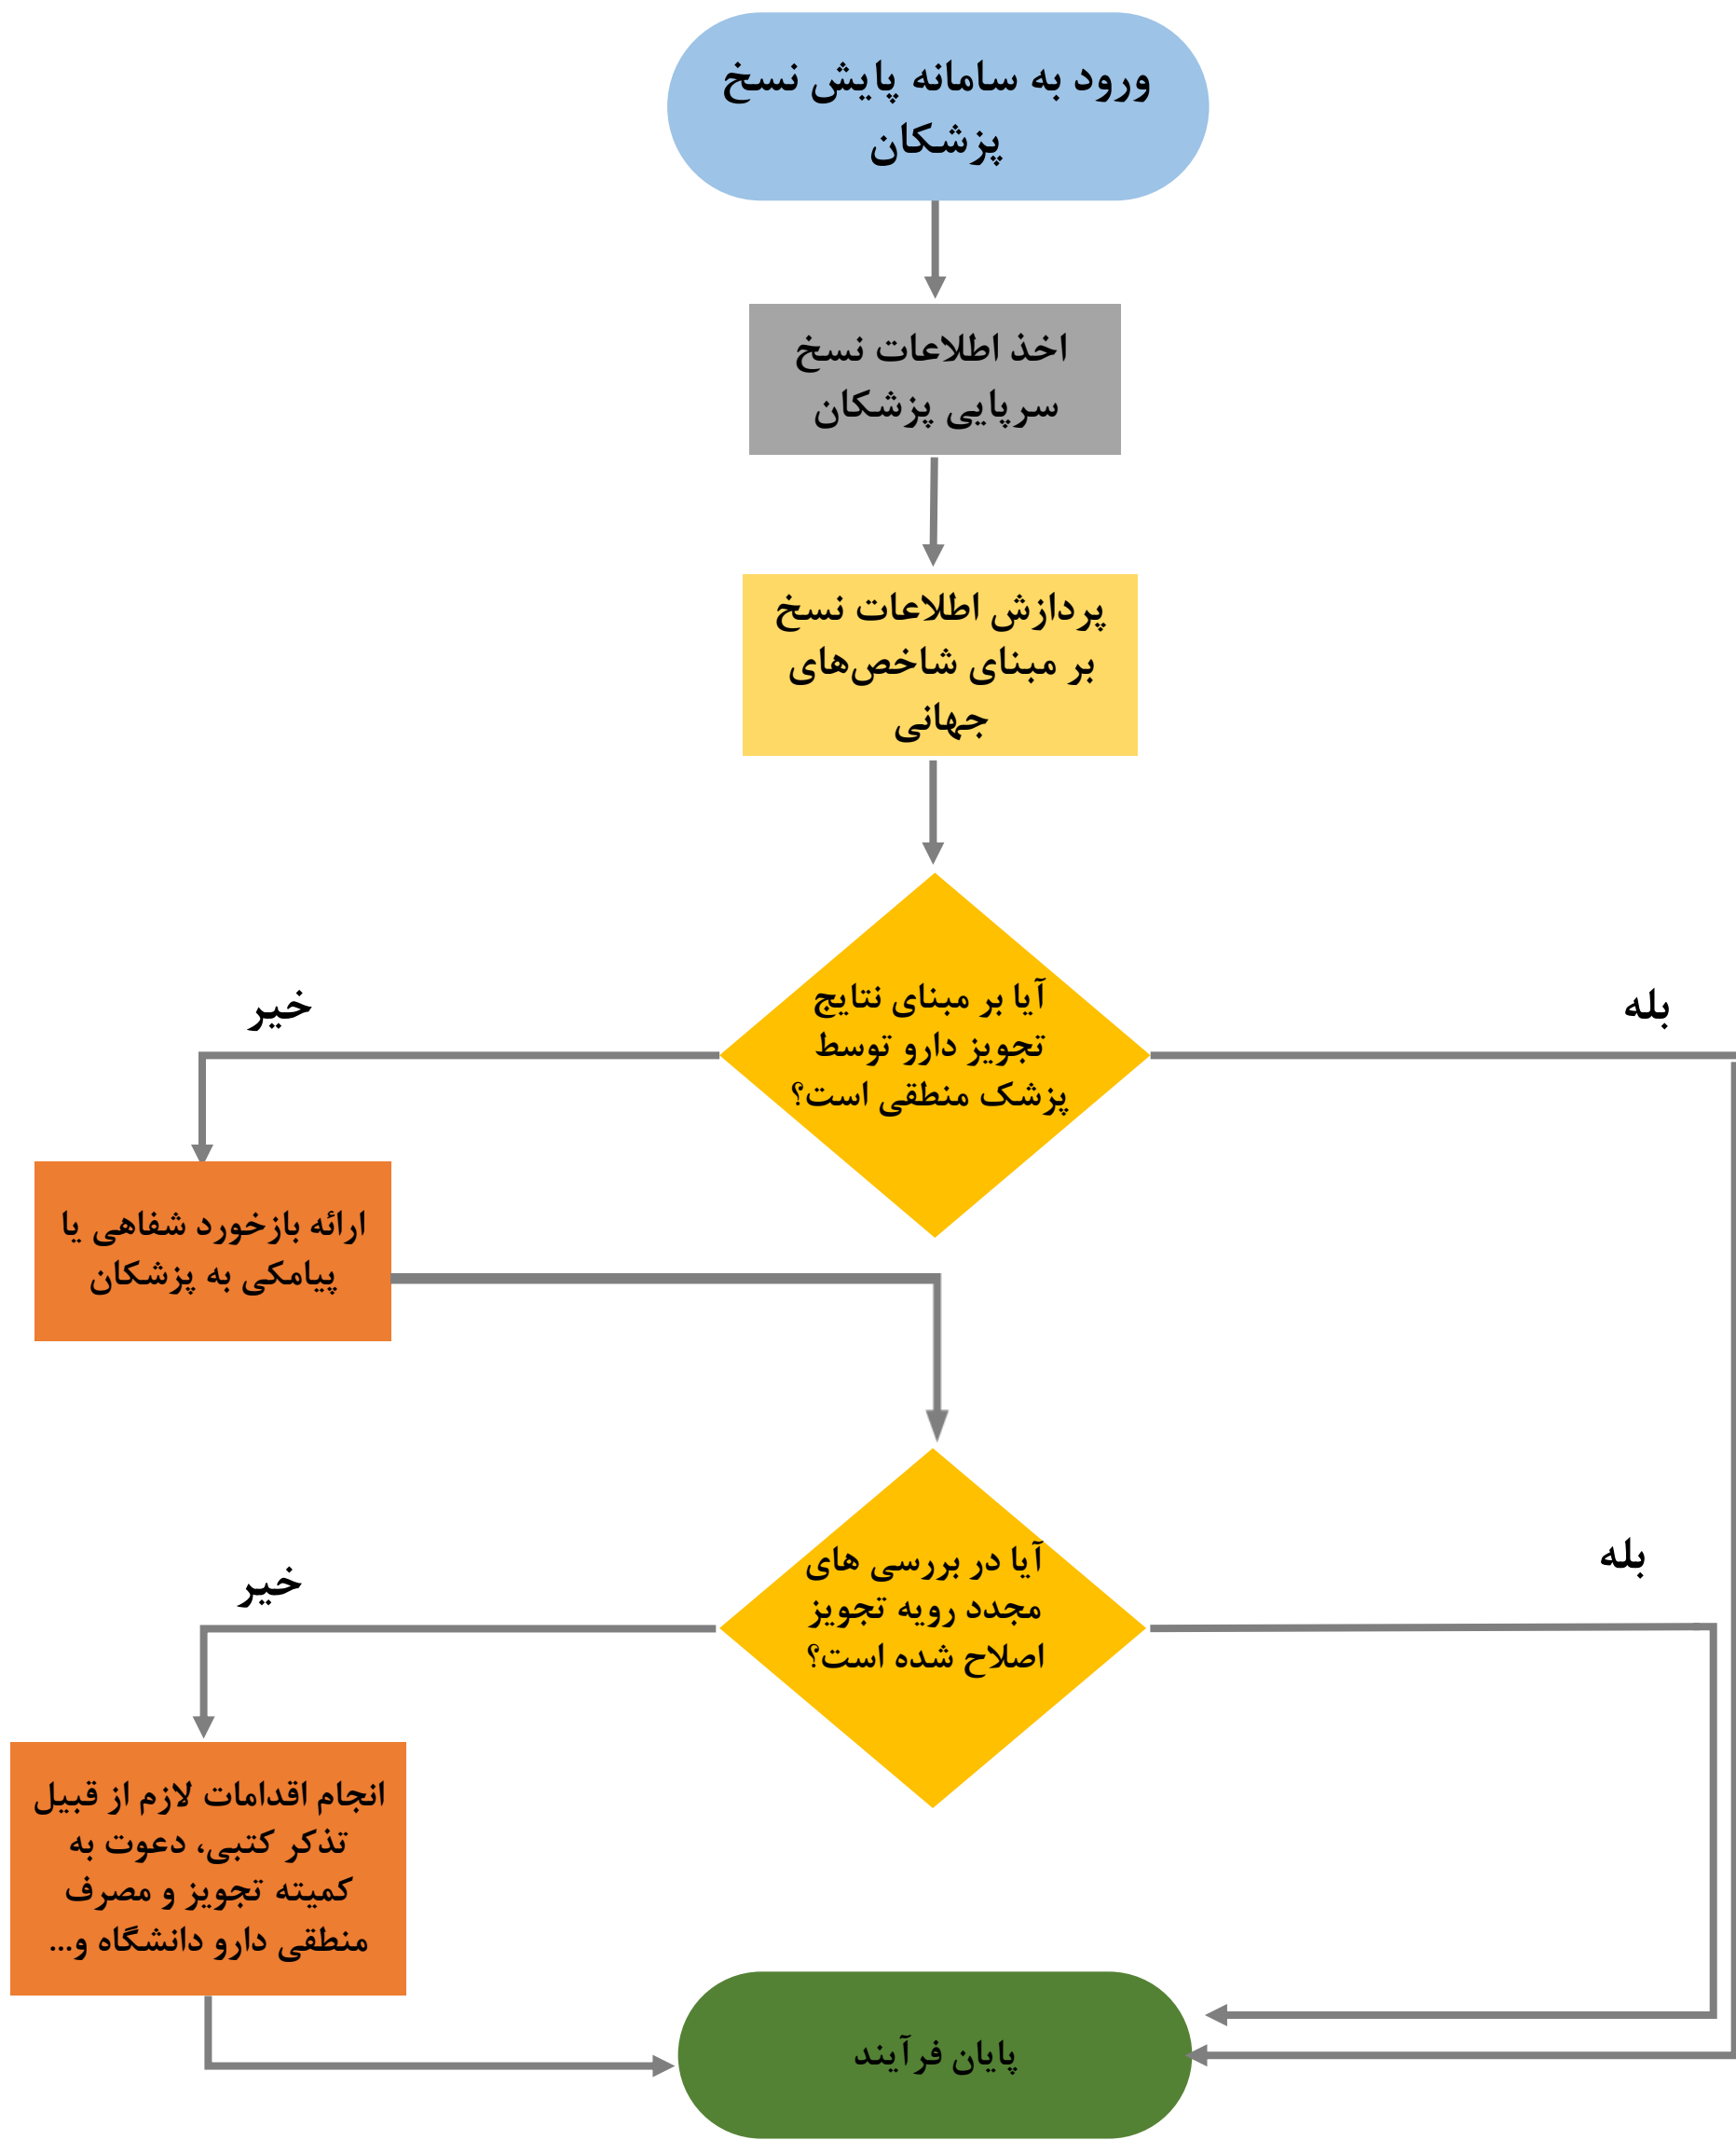 ورود به سامانه پایش نسخ
پزشکان
اخذ اطلاعات نسخ
سرپایی پزشکان
پردازش اطلاعات نسخ
بر مبنای شاخص‌های
جهانی
آیا بر مبنای نتایج
تجویز دارو توسط
پزشک منطقی است؟
بله
خیر
ارائه بازخورد شفاهی یا
پیامکی به پزشکان
آیا در بررسی های
مجدد رویه تجویز
اصلاح شده است؟
بله
خیر
انجام اقدامات لازم از قبیل
تذکر کتبی، دعوت به
کمیته تجویز و مصرف
منطقی دارو دانشگاه و...
پایان فرآیند